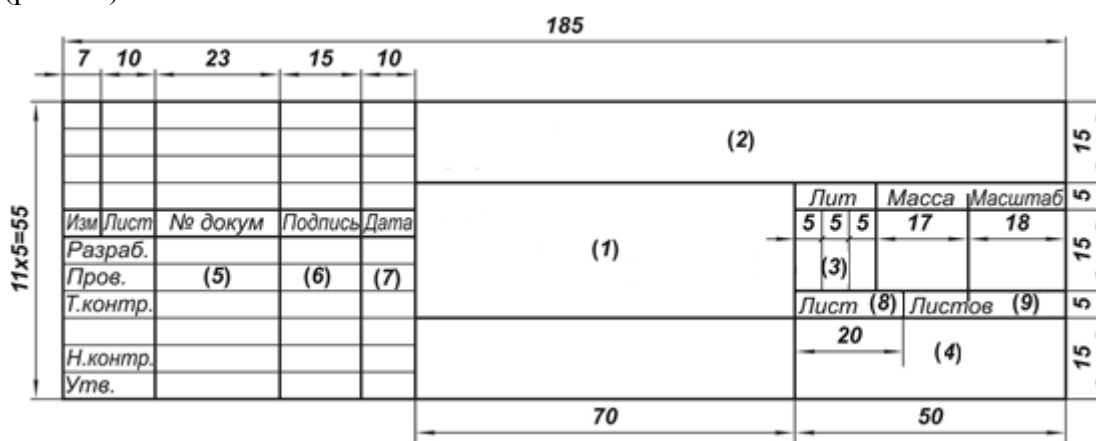 185
7 10 23 15 10
(2)
15
Лит Масса Масштаб 5
Изм Лист № докум Подпись Дата
5 5 5 17 18
11х5=55
Разраб.
(1)
15
Пров. (5) (6) (7)
(3)
Т.контр.
Лист (8) Листов (9) 5
20
(4)
15
Н.контр.
Утв.
70 50